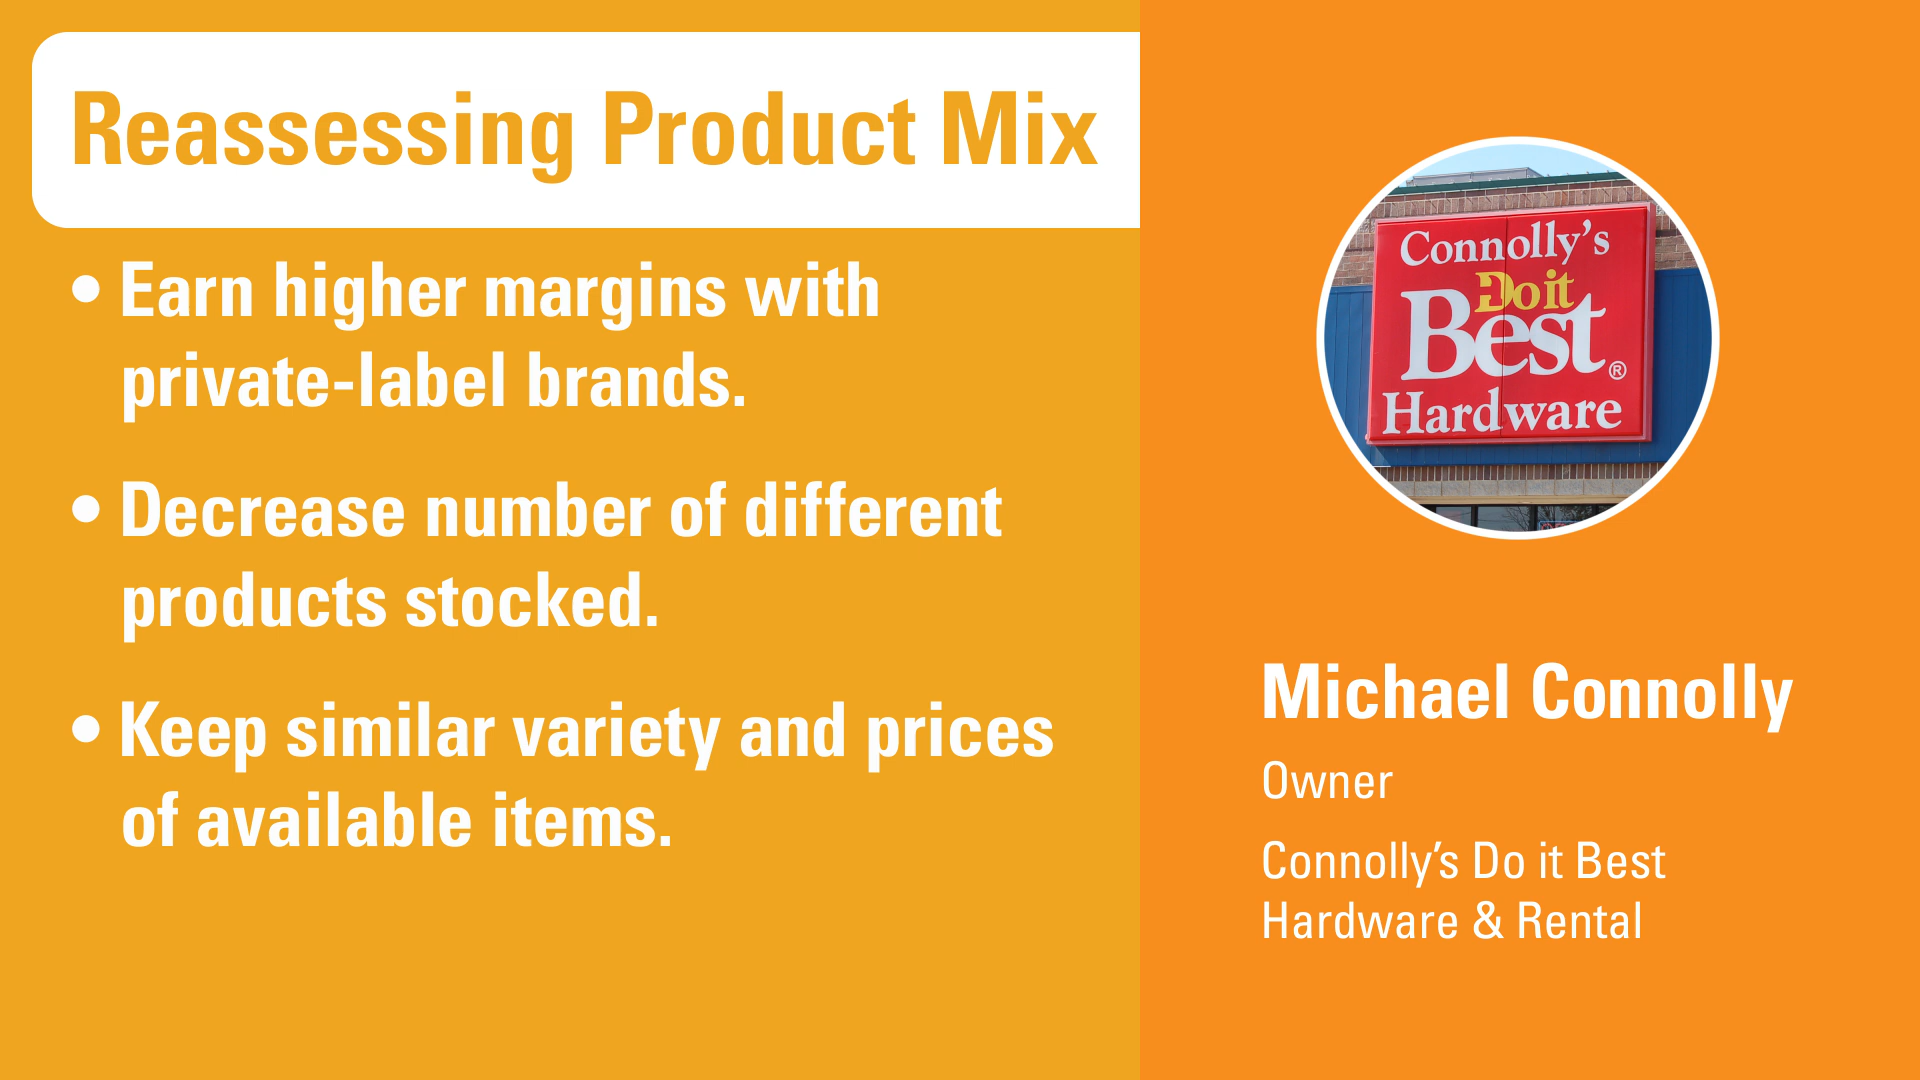 Reassessing Product Mix
• Earn higher margins with
private-label brands.
• Decrease number of different
products stocked.
• Keep similar variety and prices
of available items.
Connolly's
Do it
Best®
Hardware
Michael Connolly
Owner
Connolly’s Do it Best
Hardware & Rental